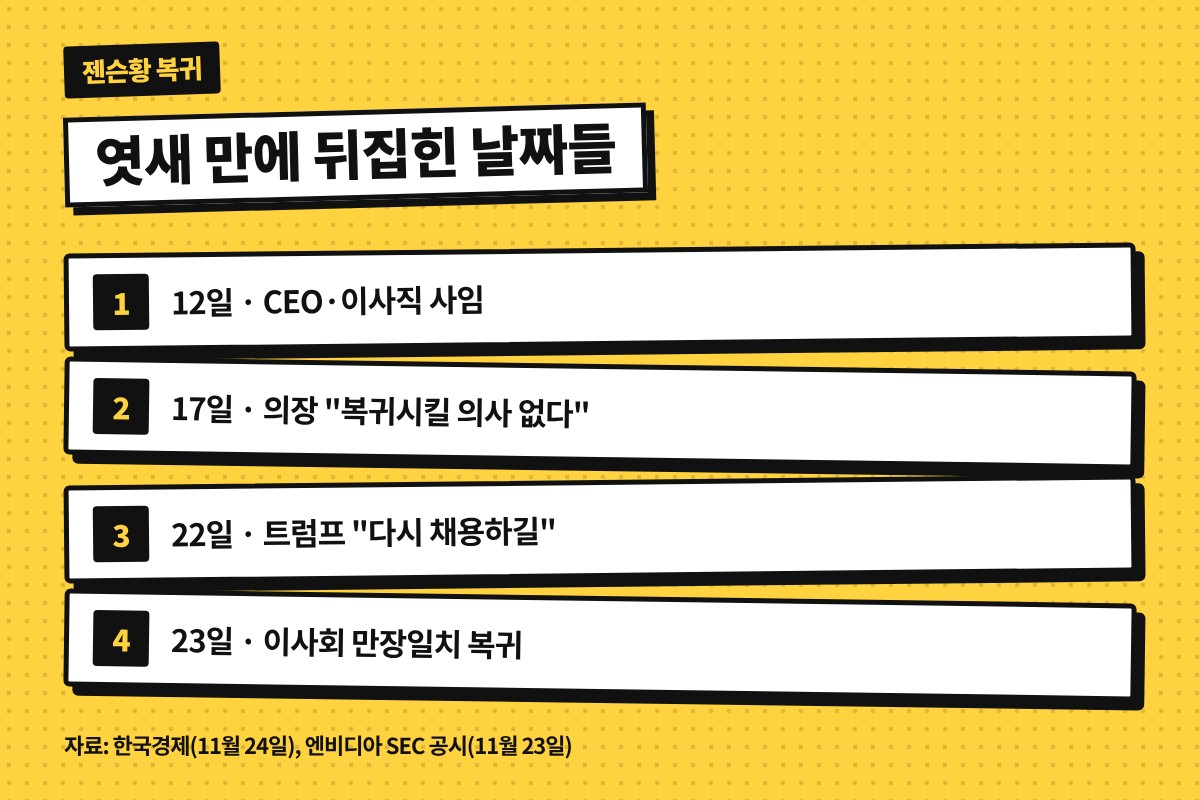 젠슨황 복귀
엿새 만에 뒤집힌 날짜들
1 12일 · CEO·이사직 사임
2 17일 · 의장 "복귀시킬 의사 없다"
3 22일 · 트럼프 "다시 채용하길"
4 23일 · 이사회 만장일치 복귀
자료: 한국경제(11월 24일), 엔비디아 SEC 공시(11월 23일)